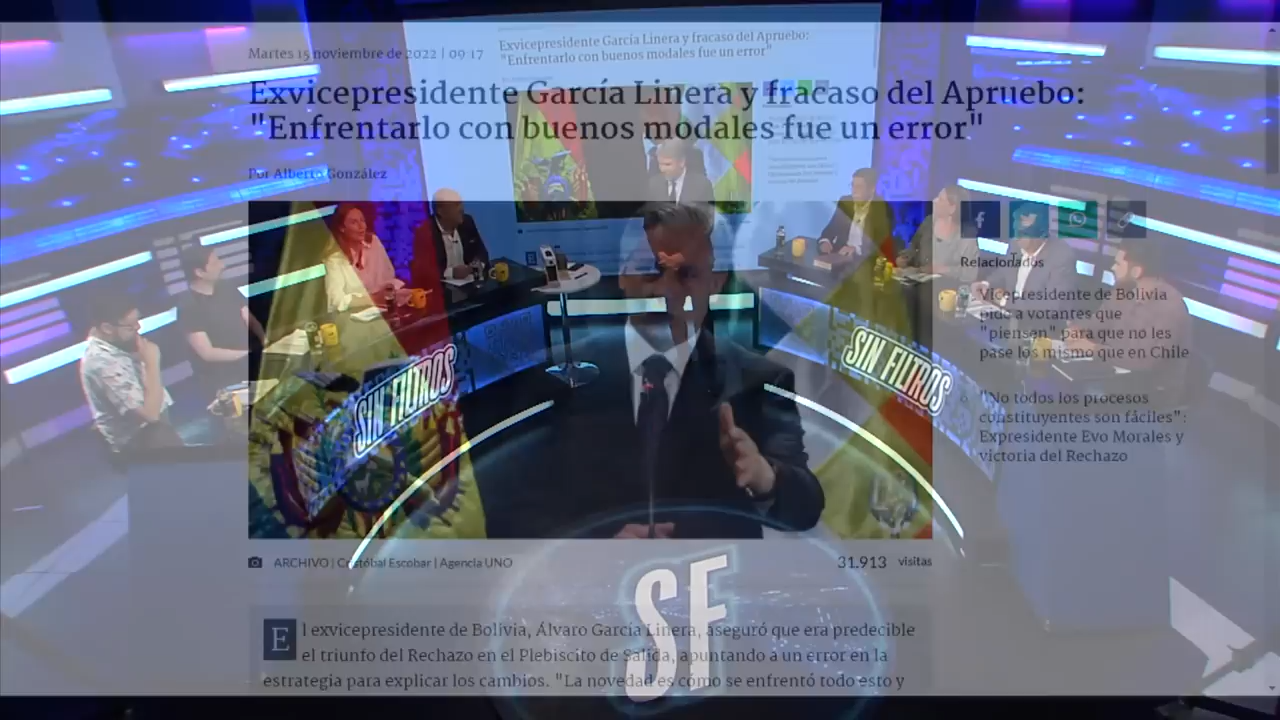 Exvicepresidente García Linera y fracaso del Apruebo:
"Enfrentarlo con buenos modales fue un error"
Martes 15 noviembre de 2022 | 09:17
Exvicepresidente García Linera y fracaso del Apruebo:
"Enfrentarlo con buenos modales fue un error"
Por Alberto González
Relacionados
Vicepresidente de Bolivia
pide a votantes que
"piensen" para que no les
pase los mismo que en Chile
"No todos los procesos
constituyentes son fáciles":
Expresidente Evo Morales y
victoria del Rechazo
SIN FILTROS
SIN FILTROS
ARCHIVO | Cristóbal Escobar | Agencia UNO
31.913 visitas
SF
El exvicepresidente de Bolivia, Álvaro García Linera, aseguró que era predecible
el triunfo del Rechazo en el Plebiscito de Salida, apuntando a un error en la
estrategia para explicar los cambios. "La novedad es cómo se enfrentó todo esto y